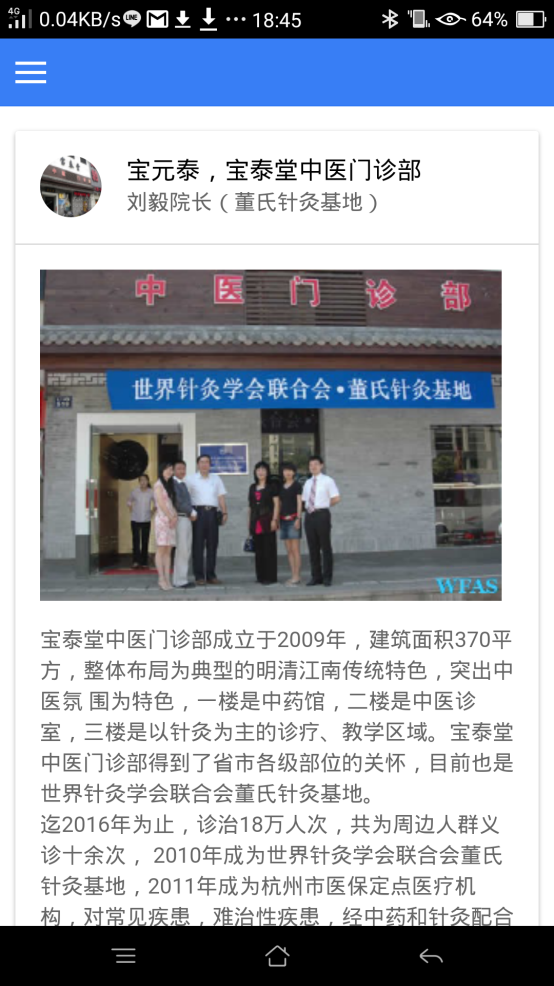 4G
0.04KB/s
LINE
18:45
64%
宝元泰，宝泰堂中医门诊部
刘毅院长（董氏针灸基地）
中医门诊部
世界针灸学会联合会•董氏针灸基地
WFAS
宝泰堂中医门诊部成立于2009年，建筑面积370平
方，整体布局为典型的明清江南传统特色，突出中
医氛 围为特色，一楼是中药馆，二楼是中医诊
室，三楼是以针灸为主的诊疗、教学区域。宝泰堂
中医门诊部得到了省市各级部位的关怀，目前也是
世界针灸学会联合会董氏针灸基地。
迄2016年为止，诊治18万人次，共为周边人群义
诊十余次， 2010年成为世界针灸学会联合会董氏
针灸基地，2011年成为杭州市医保定点医疗机
构，对常见疾患，难治性疾患，经中药和针灸配合